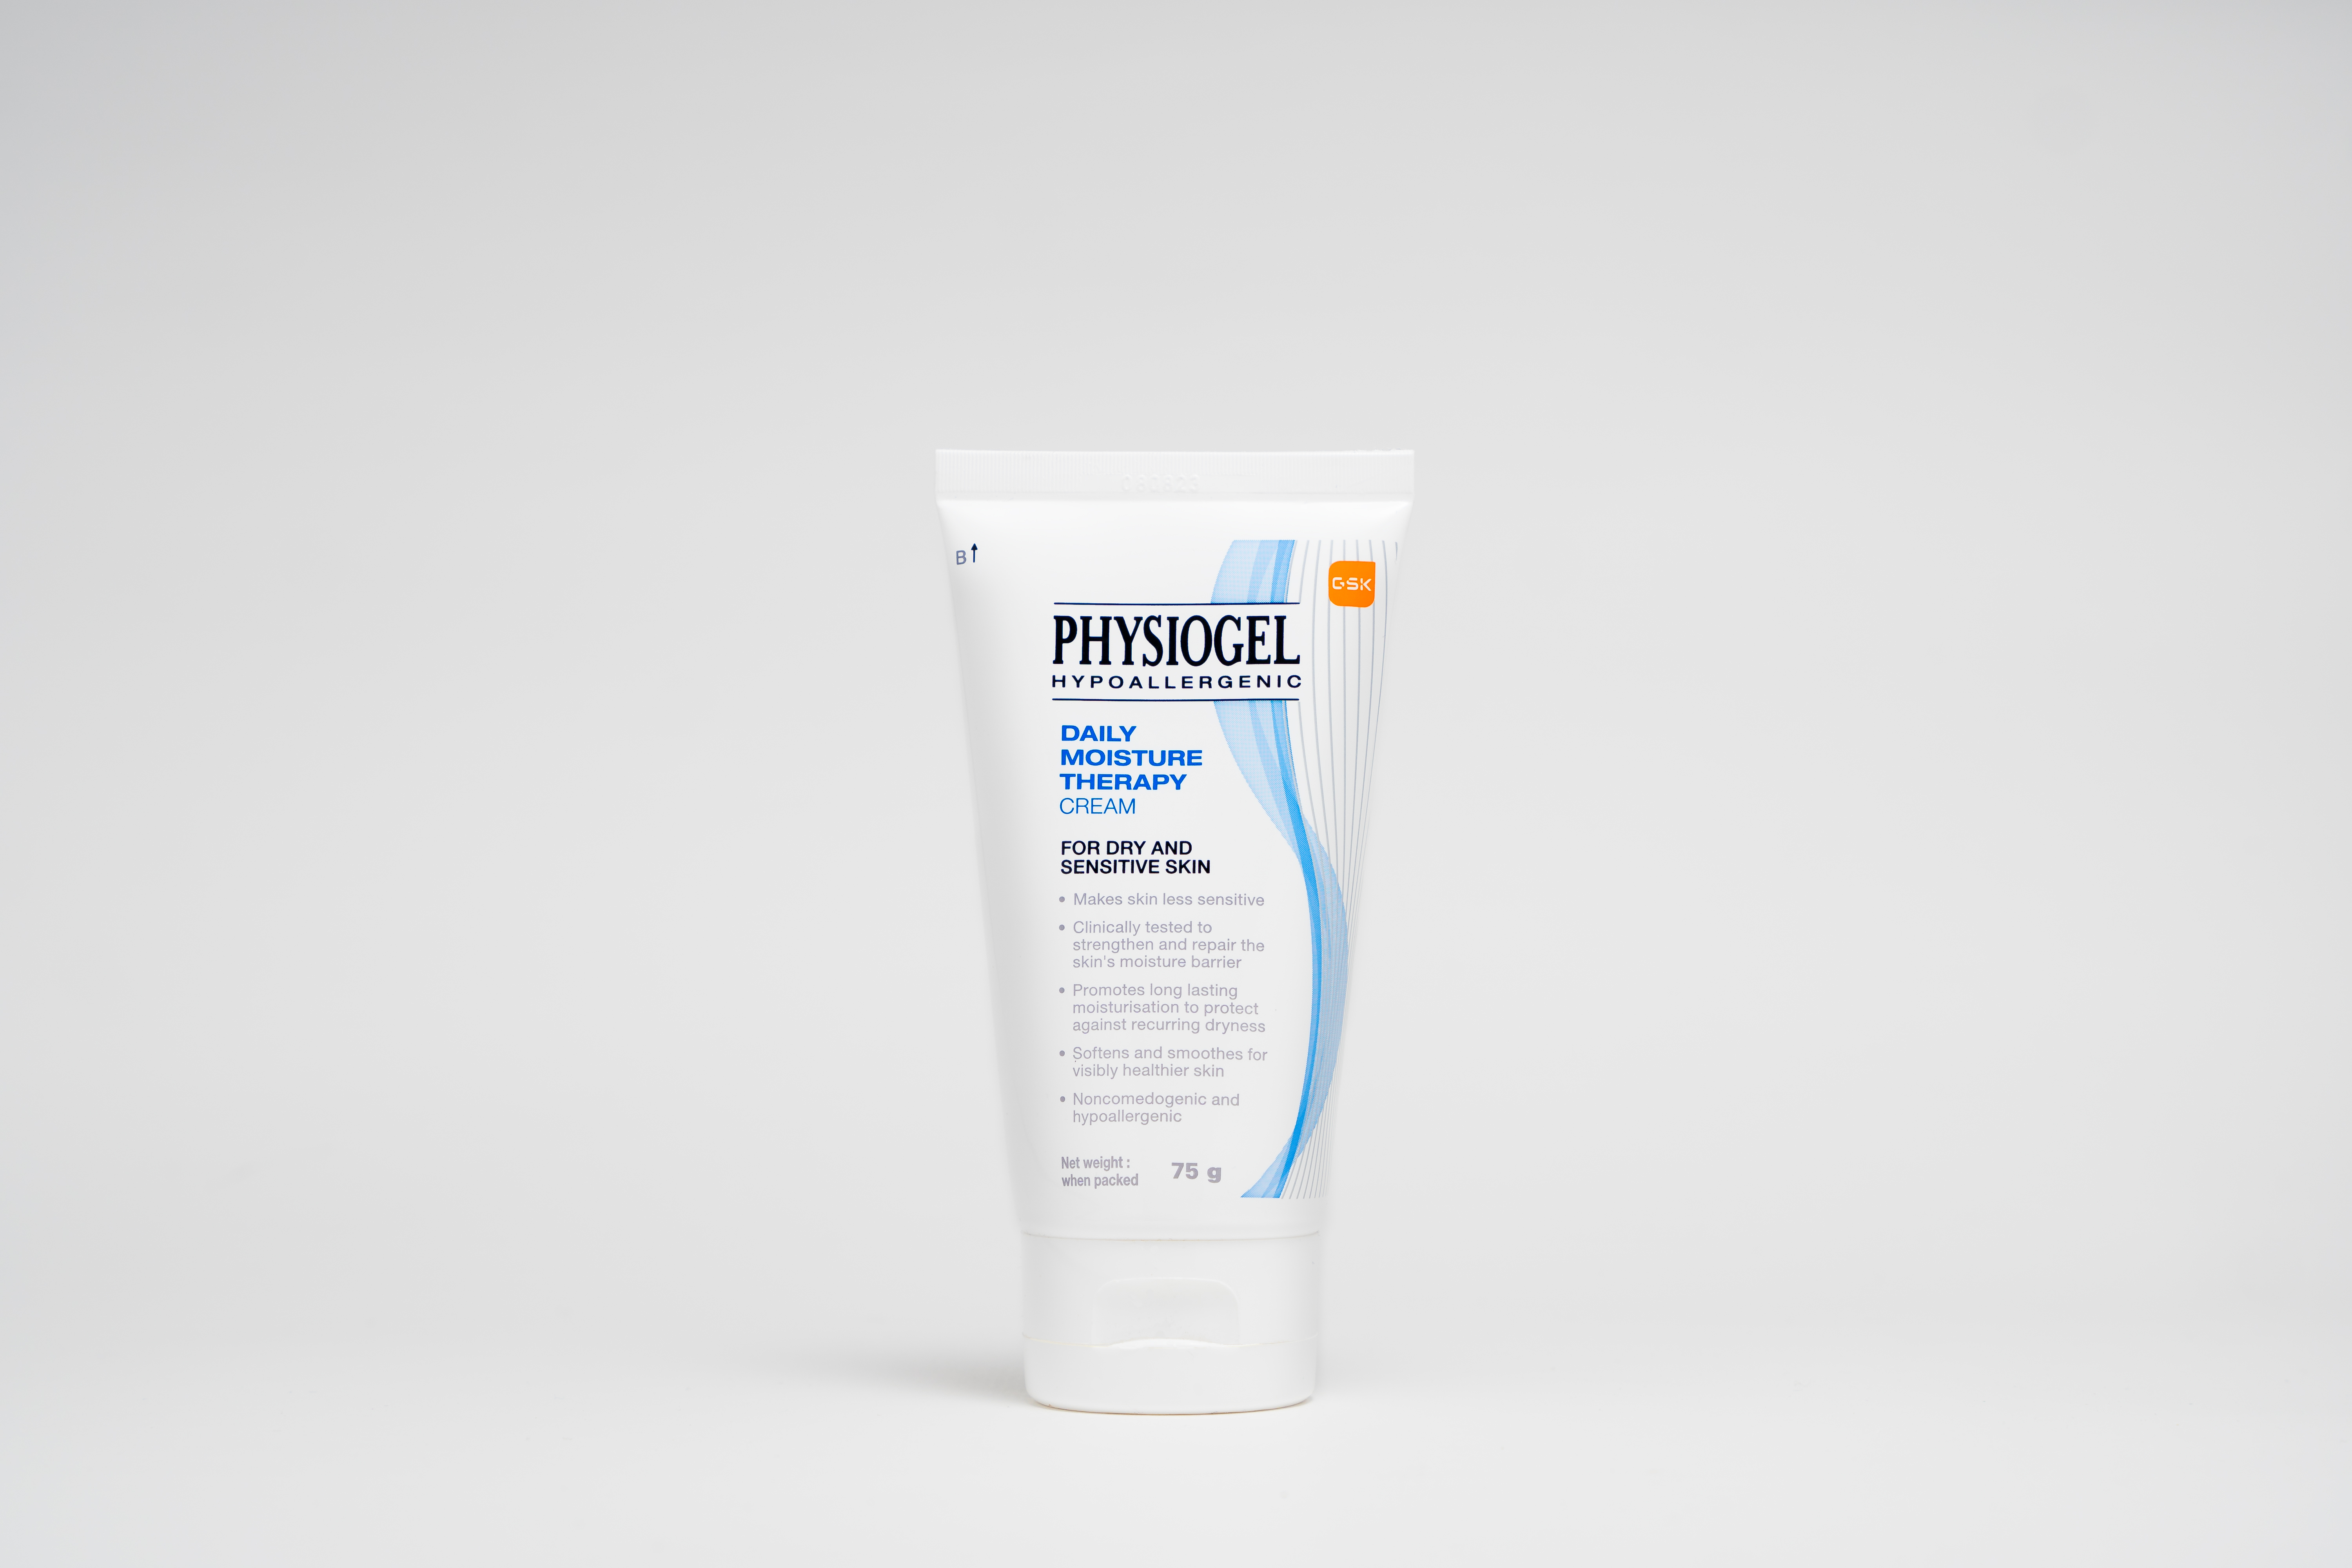 B
GSK
PHYSIOGEL
HYPOALLERGENIC
DAILY
MOISTURE
THERAPY
CREAM
FOR DRY AND
SENSITIVE SKIN
• Makes skin less sensitive
• Clinically tested to
strengthen and repair the
skin's moisture barrier
• Promotes long lasting
moisturisation to protect
against recurring dryness
• Softens and smoothes for
visibly healthier skin
• Noncomedogenic and
hypoallergenic
Net weight :
when packed
75 g